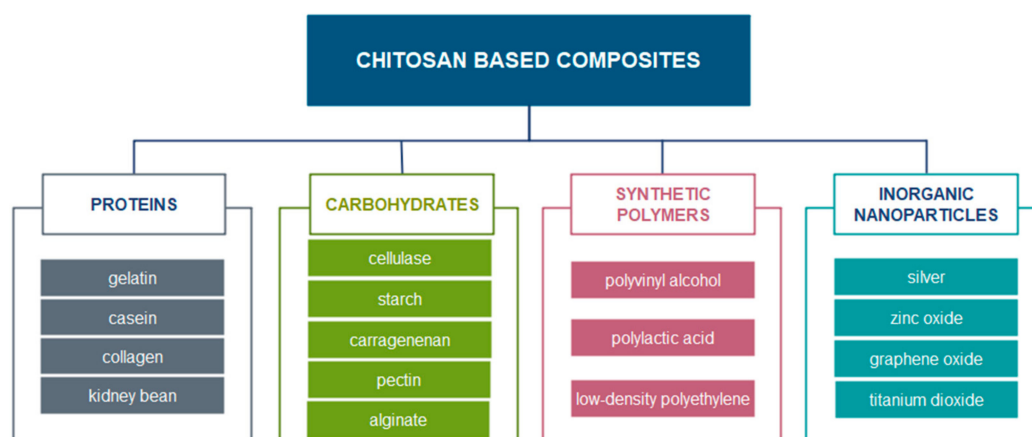 CHITOSAN BASED COMPOSITES
PROTEINS
gelatin
casein
collagen
kidney bean
CARBOHYDRATES
cellulase
starch
carragenenan
pectin
alginate
SYNTHETIC
POLYMERS
polyvinyl alcohol
polylactic acid
low-density polyethylene
INORGANIC
NANOPARTICLES
silver
zinc oxide
graphene oxide
titanium dioxide